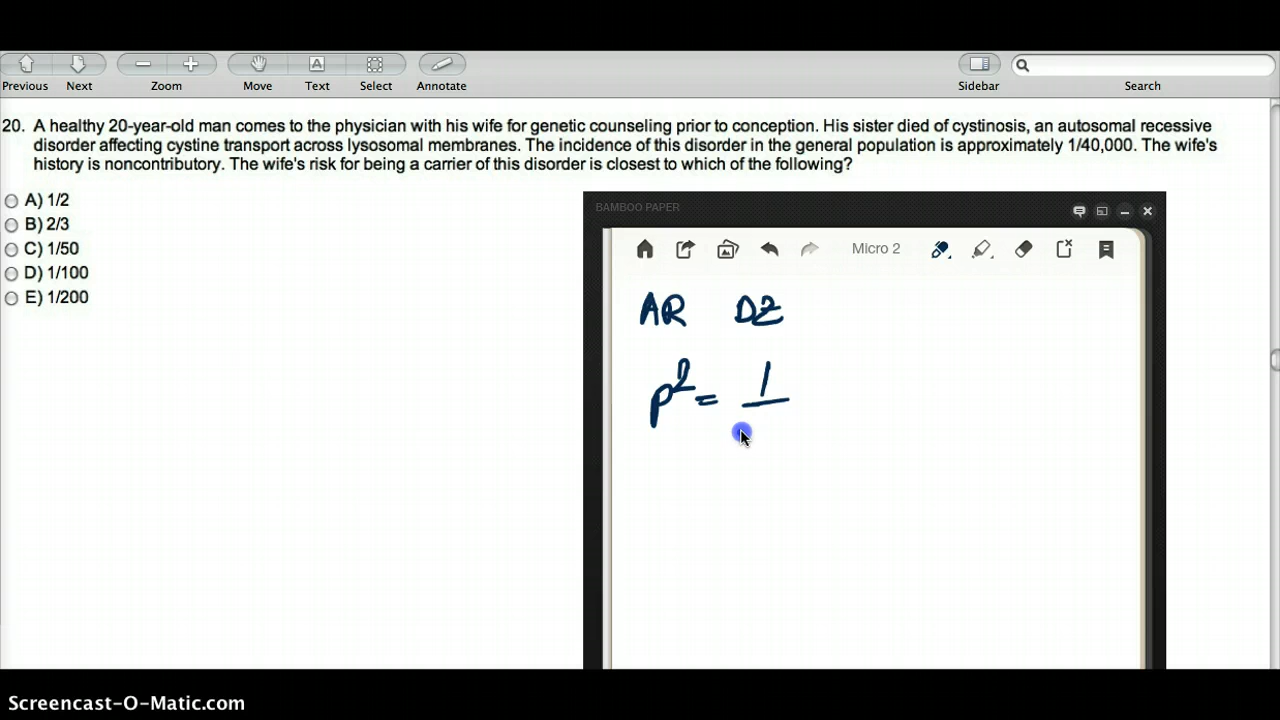 Previous Next Zoom Move Text Select Annotate Sidebar Search
20. A healthy 20-year-old man comes to the physician with his wife for genetic counseling prior to conception. His sister died of cystinosis, an autosomal recessive
disorder affecting cystine transport across lysosomal membranes. The incidence of this disorder in the general population is approximately 1/40,000. The wife's
history is noncontributory. The wife's risk for being a carrier of this disorder is closest to which of the following?
A) 1/2
B) 2/3
C) 1/50
D) 1/100
E) 1/200
BAMBOO PAPER
Micro 2
AR DZ
p² = 1
Screencast-O-Matic.com